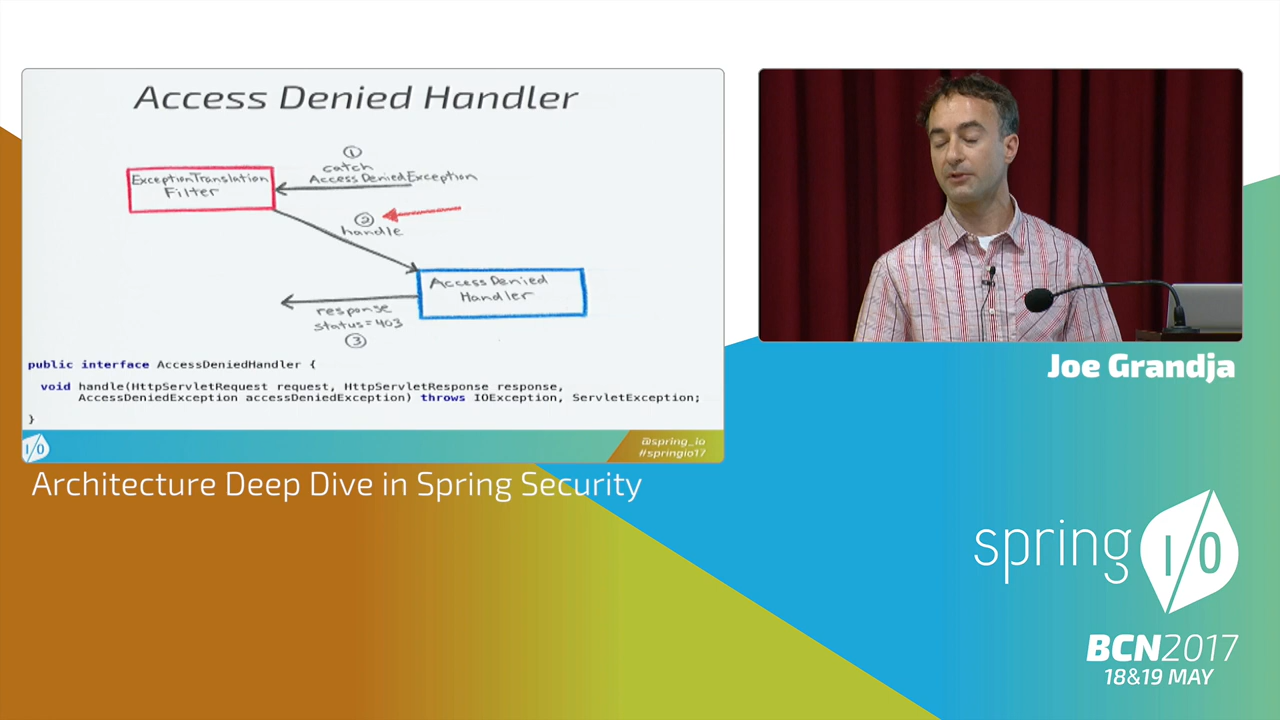 Access Denied Handler
①
catch
AccessDeniedException
ExceptionTranslation
Filter
②
handle
AccessDenied
Handler
response
status=403
③
public interface AccessDeniedHandler {
void handle(HttpServletRequest request, HttpServletResponse response,
AccessDeniedException accessDeniedException) throws IOException, ServletException;
}
I/O
@spring_io
#springio17
Joe Grandja
Architecture Deep Dive in Spring Security
spring I/O
BCN2017
18&19 MAY